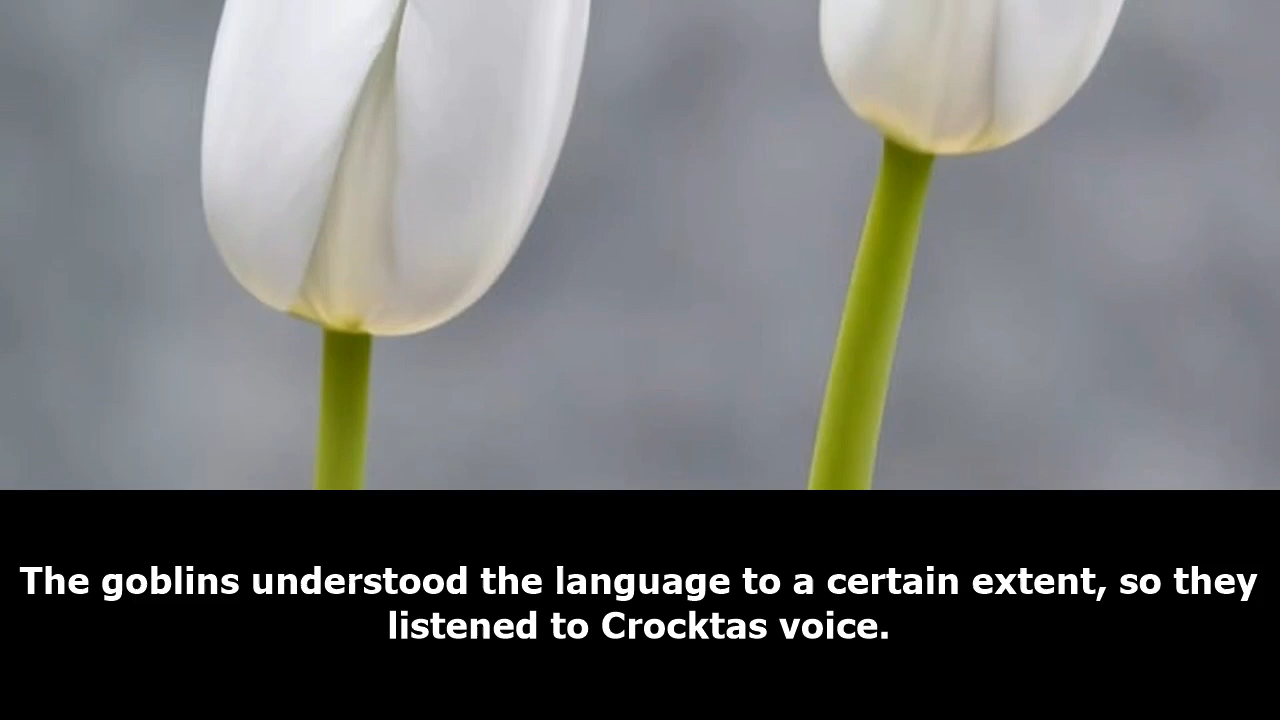 The goblins understood the language to a certain extent, so they
listened to Crocktas voice.